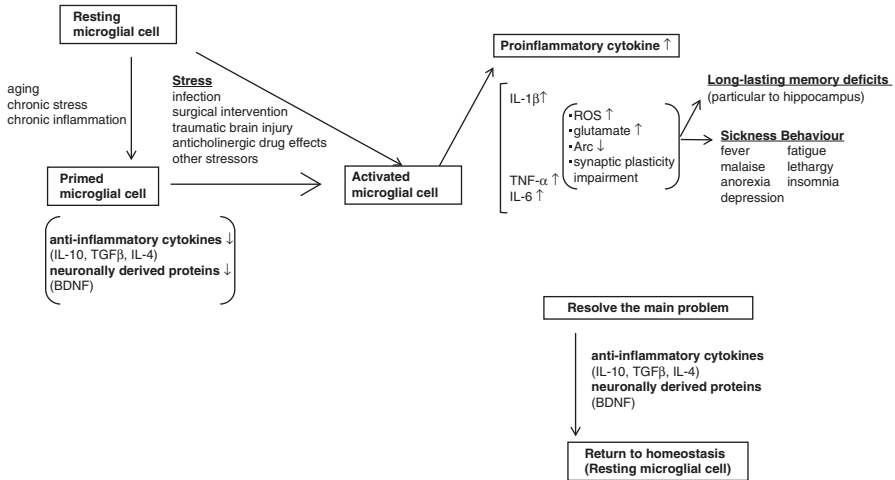 Resting
microglial cell
aging
chronic stress
chronic inflammation
Stress
infection
surgical intervention
traumatic brain injury
anticholinergic drug effects
other stressors
Primed
microglial cell
anti-inflammatory cytokines ↓
(IL-10, TGFβ, IL-4)
neuronally derived proteins ↓
(BDNF)
Activated
microglial cell
Proinflammatory cytokine ↑
IL-1β↑
TNF-α ↑
IL-6 ↑
▪ROS ↑
▪glutamate ↑
▪Arc ↓
▪synaptic plasticity
impairment
Long-lasting memory deficits
(particular to hippocampus)
Sickness Behaviour
fever fatigue
malaise lethargy
anorexia insomnia
depression
Resolve the main problem
anti-inflammatory cytokines
(IL-10, TGFβ, IL-4)
neuronally derived proteins
(BDNF)
Return to homeostasis
(Resting microglial cell)